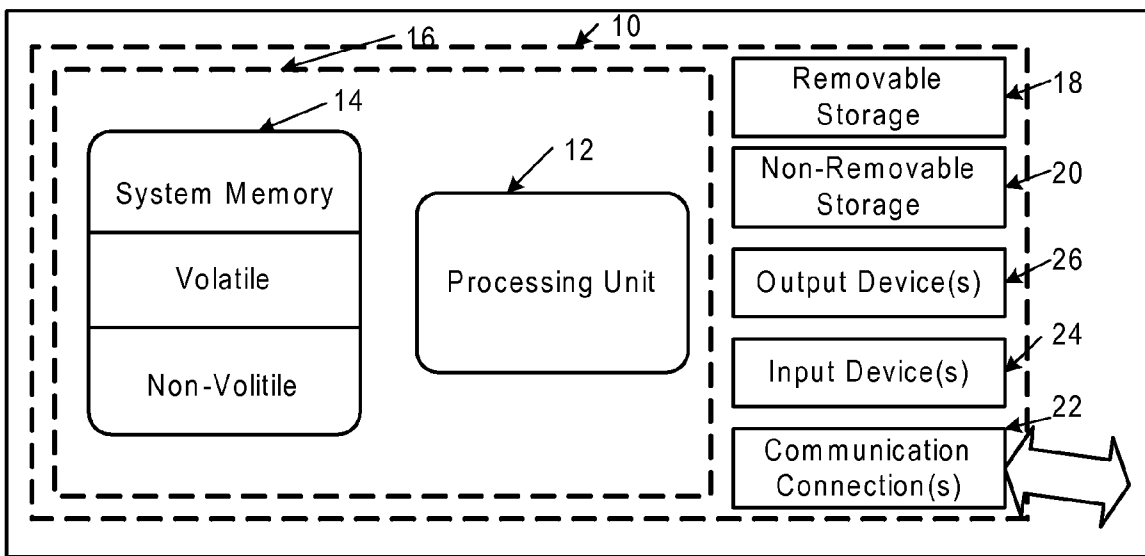 10
16
14
System Memory
Volatile
Non-Volitile
12
Processing Unit
Removable
Storage
18
Non-Removable
Storage
20
Output Device(s)
26
Input Device(s)
24
Communication
Connection(s)
22